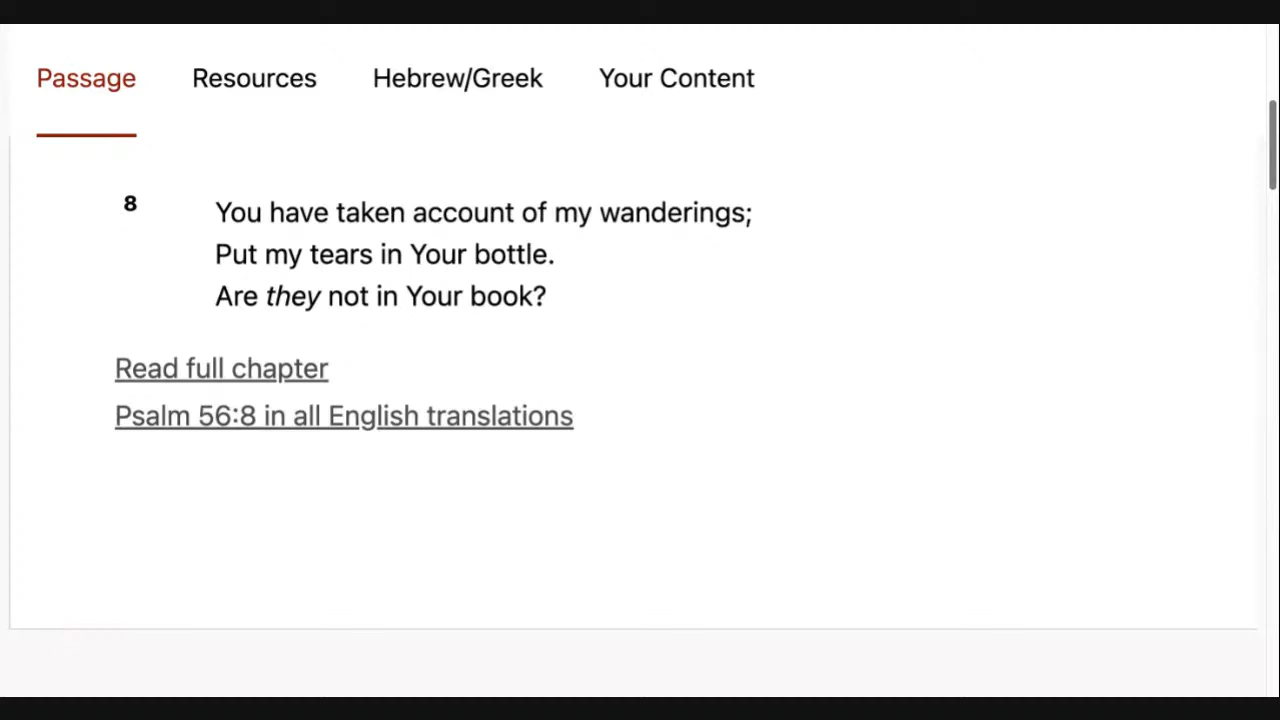 Passage Resources Hebrew/Greek Your Content
8 You have taken account of my wanderings;
Put my tears in Your bottle.
Are they not in Your book?
Read full chapter
Psalm 56:8 in all English translations